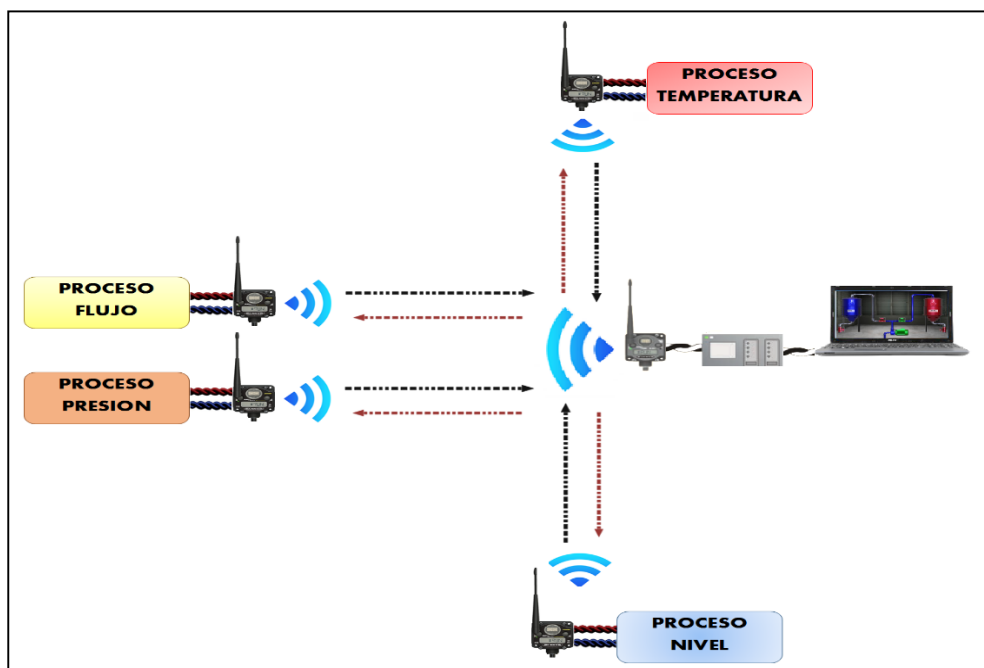 PROCESO
TEMPERATURA
PROCESO
FLUJO
PROCESO
PRESION
PROCESO
NIVEL